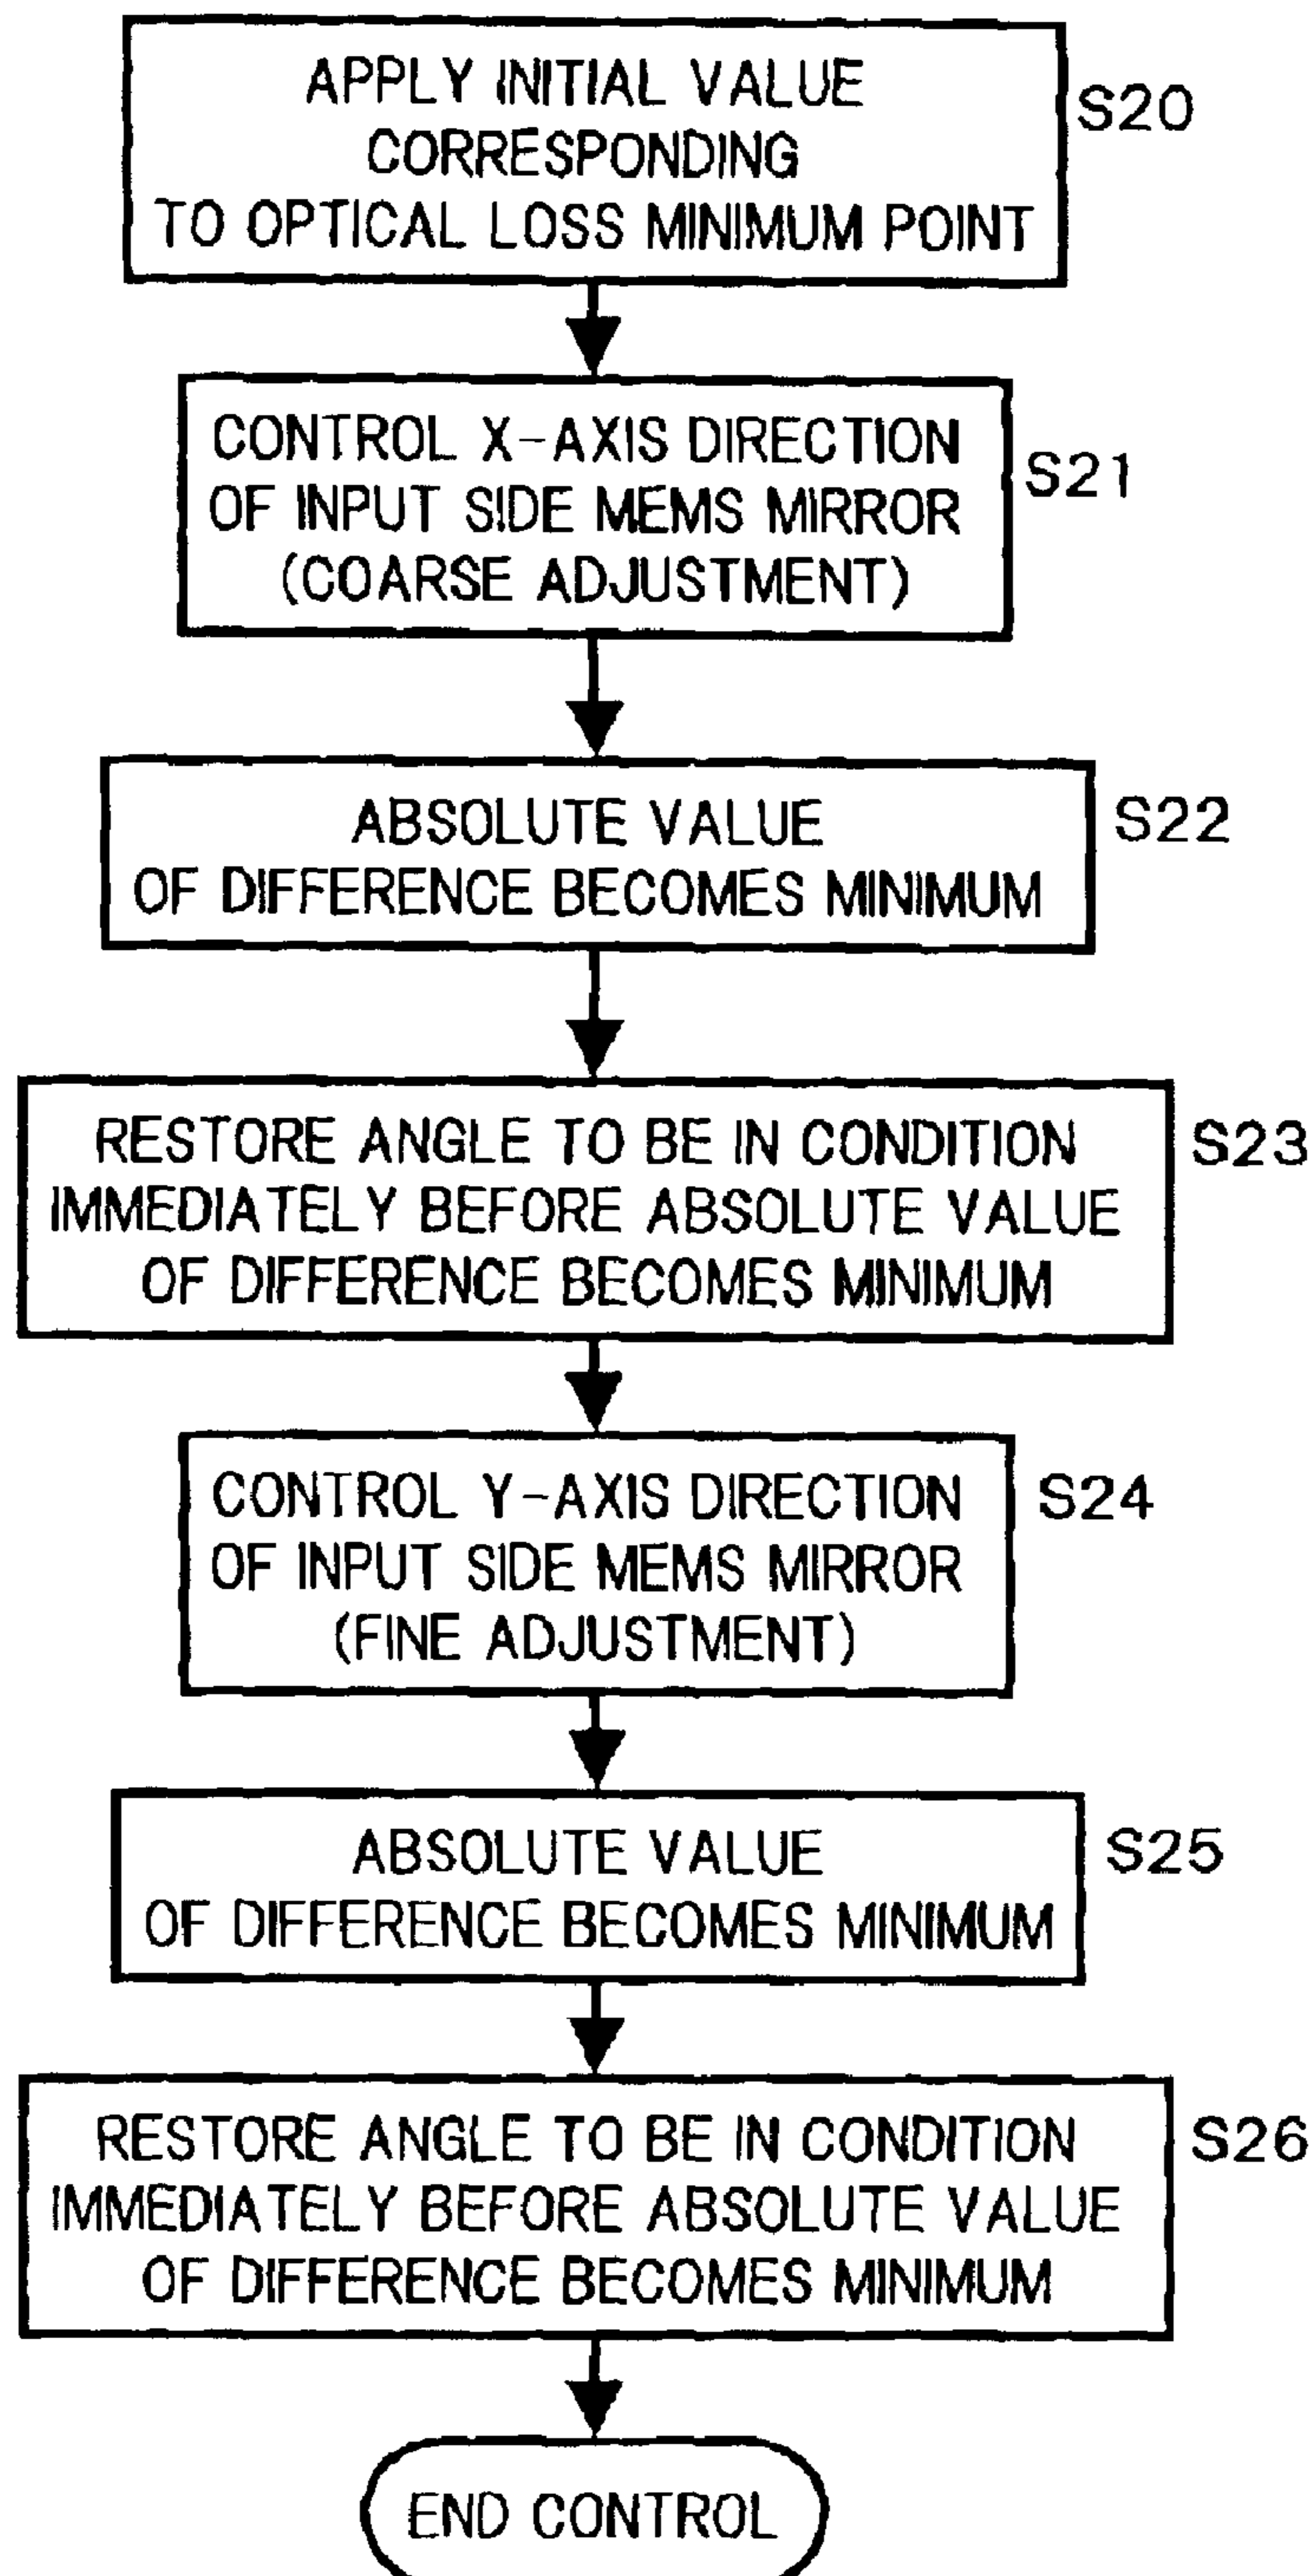 APPLY INITIAL VALUE
CORRESPONDING
TO OPTICAL LOSS MINIMUM POINT
S20
CONTROL X-AXIS DIRECTION
OF INPUT SIDE MEMS MIRROR
(COARSE ADJUSTMENT)
S21
ABSOLUTE VALUE
OF DIFFERENCE BECOMES MINIMUM
S22
RESTORE ANGLE TO BE IN CONDITION
IMMEDIATELY BEFORE ABSOLUTE VALUE
OF DIFFERENCE BECOMES MINIMUM
S23
CONTROL Y-AXIS DIRECTION
OF INPUT SIDE MEMS MIRROR
(FINE ADJUSTMENT)
S24
ABSOLUTE VALUE
OF DIFFERENCE BECOMES MINIMUM
S25
RESTORE ANGLE TO BE IN CONDITION
IMMEDIATELY BEFORE ABSOLUTE VALUE
OF DIFFERENCE BECOMES MINIMUM
S26
END CONTROL